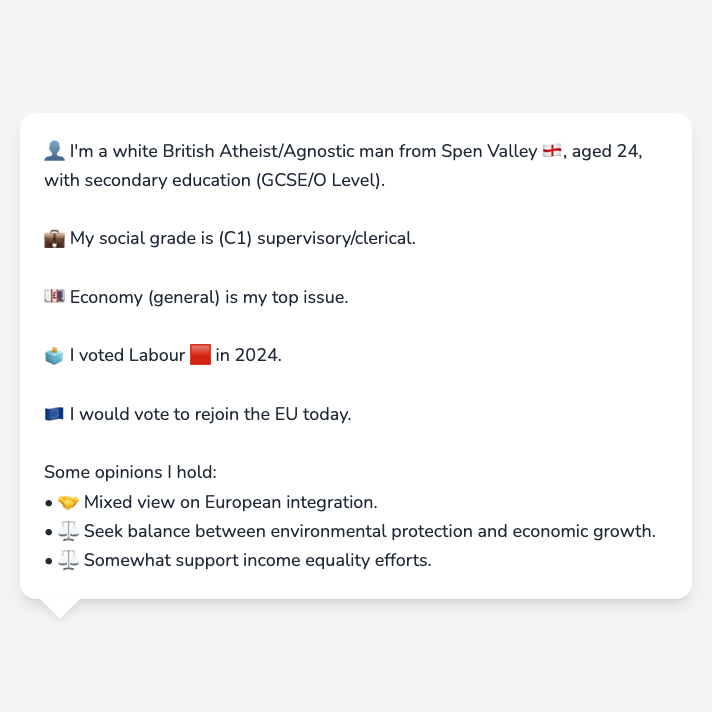 👤 I'm a white British Atheist/Agnostic man from Spen Valley 🏴󠁧󠁢󠁥󠁮󠁧󠁿, aged 24,
with secondary education (GCSE/O Level).
💼 My social grade is (C1) supervisory/clerical.
💷 Economy (general) is my top issue.
🗳️ I voted Labour 🟥 in 2024.
🇪🇺 I would vote to rejoin the EU today.
Some opinions I hold:
• 🤝 Mixed view on European integration.
• ⚖️ Seek balance between environmental protection and economic growth.
• ⚖️ Somewhat support income equality efforts.